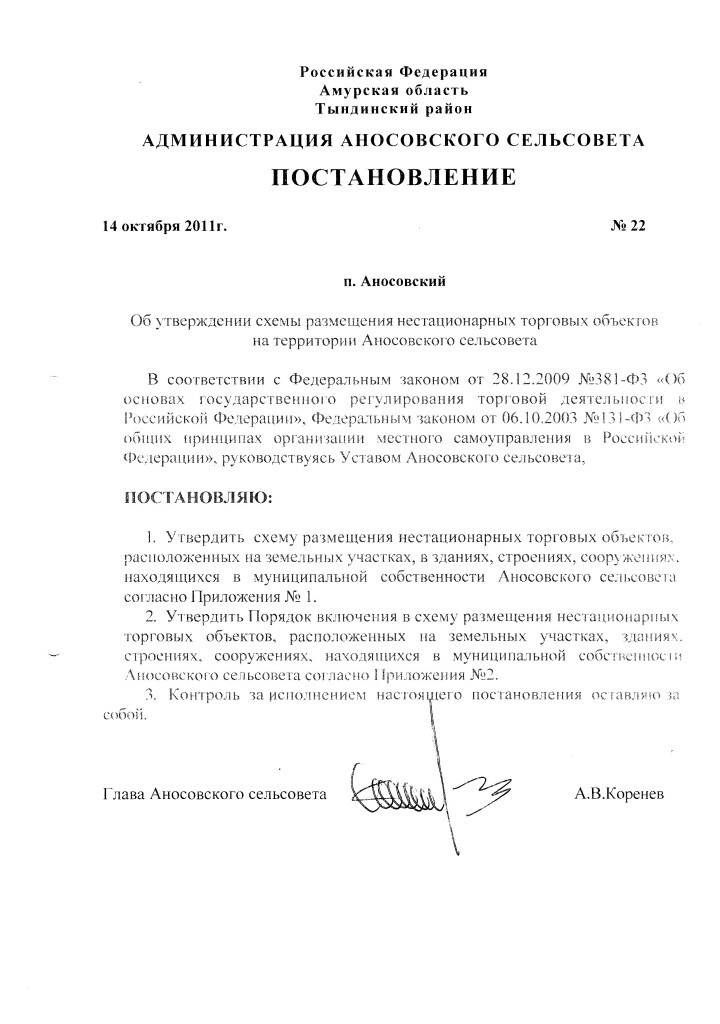 Российская Федерация
Амурская область
Тындинский район
АДМИНИСТРАЦИЯ АНОСОВСКОГО СЕЛЬСОВЕТА
ПОСТАНОВЛЕНИЕ
14 октября 2011г. № 22
п. Аносовский
Об утверждении схемы размещения нестационарных торговых объектов
на территории Аносовского сельсовета
В соответствии с Федеральным законом от 28.12.2009 №381-ФЗ «Об
основах государственного регулирования торговой деятельности в
Российской Федерации», Федеральным законом от 06.10.2003 №131-ФЗ «Об
общих принципах организации местного самоуправления в Российской
Федерации», руководствуясь Уставом Аносовского сельсовета,
ПОСТАНОВЛЯЮ:
1. Утвердить схему размещения нестационарных торговых объектов,
расположенных на земельных участках, в зданиях, строениях, сооружениях,
находящихся в муниципальной собственности Аносовского сельсовета
согласно Приложения № 1.
2. Утвердить Порядок включения в схему размещения нестационарных
торговых объектов, расположенных на земельных участках, зданиях,
строениях, сооружениях, находящихся в муниципальной собственности
Аносовского сельсовета согласно Приложения №2.
3. Контроль за исполнением настоящего постановления оставляю за
собой.
Глава Аносовского сельсовета А.В.Коренев